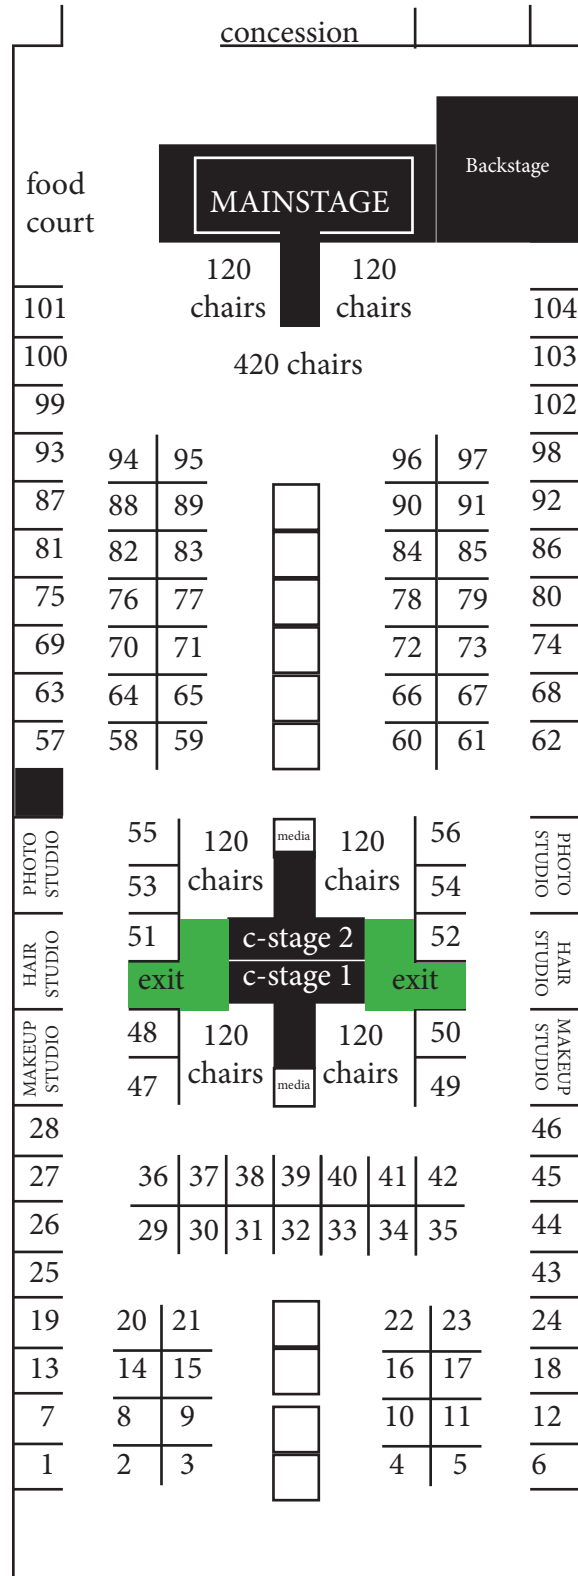 concession
Backstage
food
court
MAINSTAGE
120
chairs
120
chairs
420 chairs
101
104
100
103
99
102
93
94 95
96 97
98
87
88 89
90 91
92
81
82 83
84 85
86
75
76 77
78 79
80
69
70 71
72 73
74
63
64 65
66 67
68
57
58 59
60 61
62
PHOTO
STUDIO
55
120
chairs
media
120
chairs
56
PHOTO
STUDIO
53
54
HAIR
STUDIO
51
c-stage 2
52
HAIR
STUDIO
exit
c-stage 1
exit
MAKEUP
STUDIO
48
120
chairs
120
chairs
50
MAKEUP
STUDIO
47
media
49
28
46
27
36 37 38 39 40 41 42
45
26
29 30 31 32 33 34 35
44
25
43
19
20 21
22 23
24
13
14 15
16 17
18
7
8 9
10 11
12
1
2 3
4 5
6